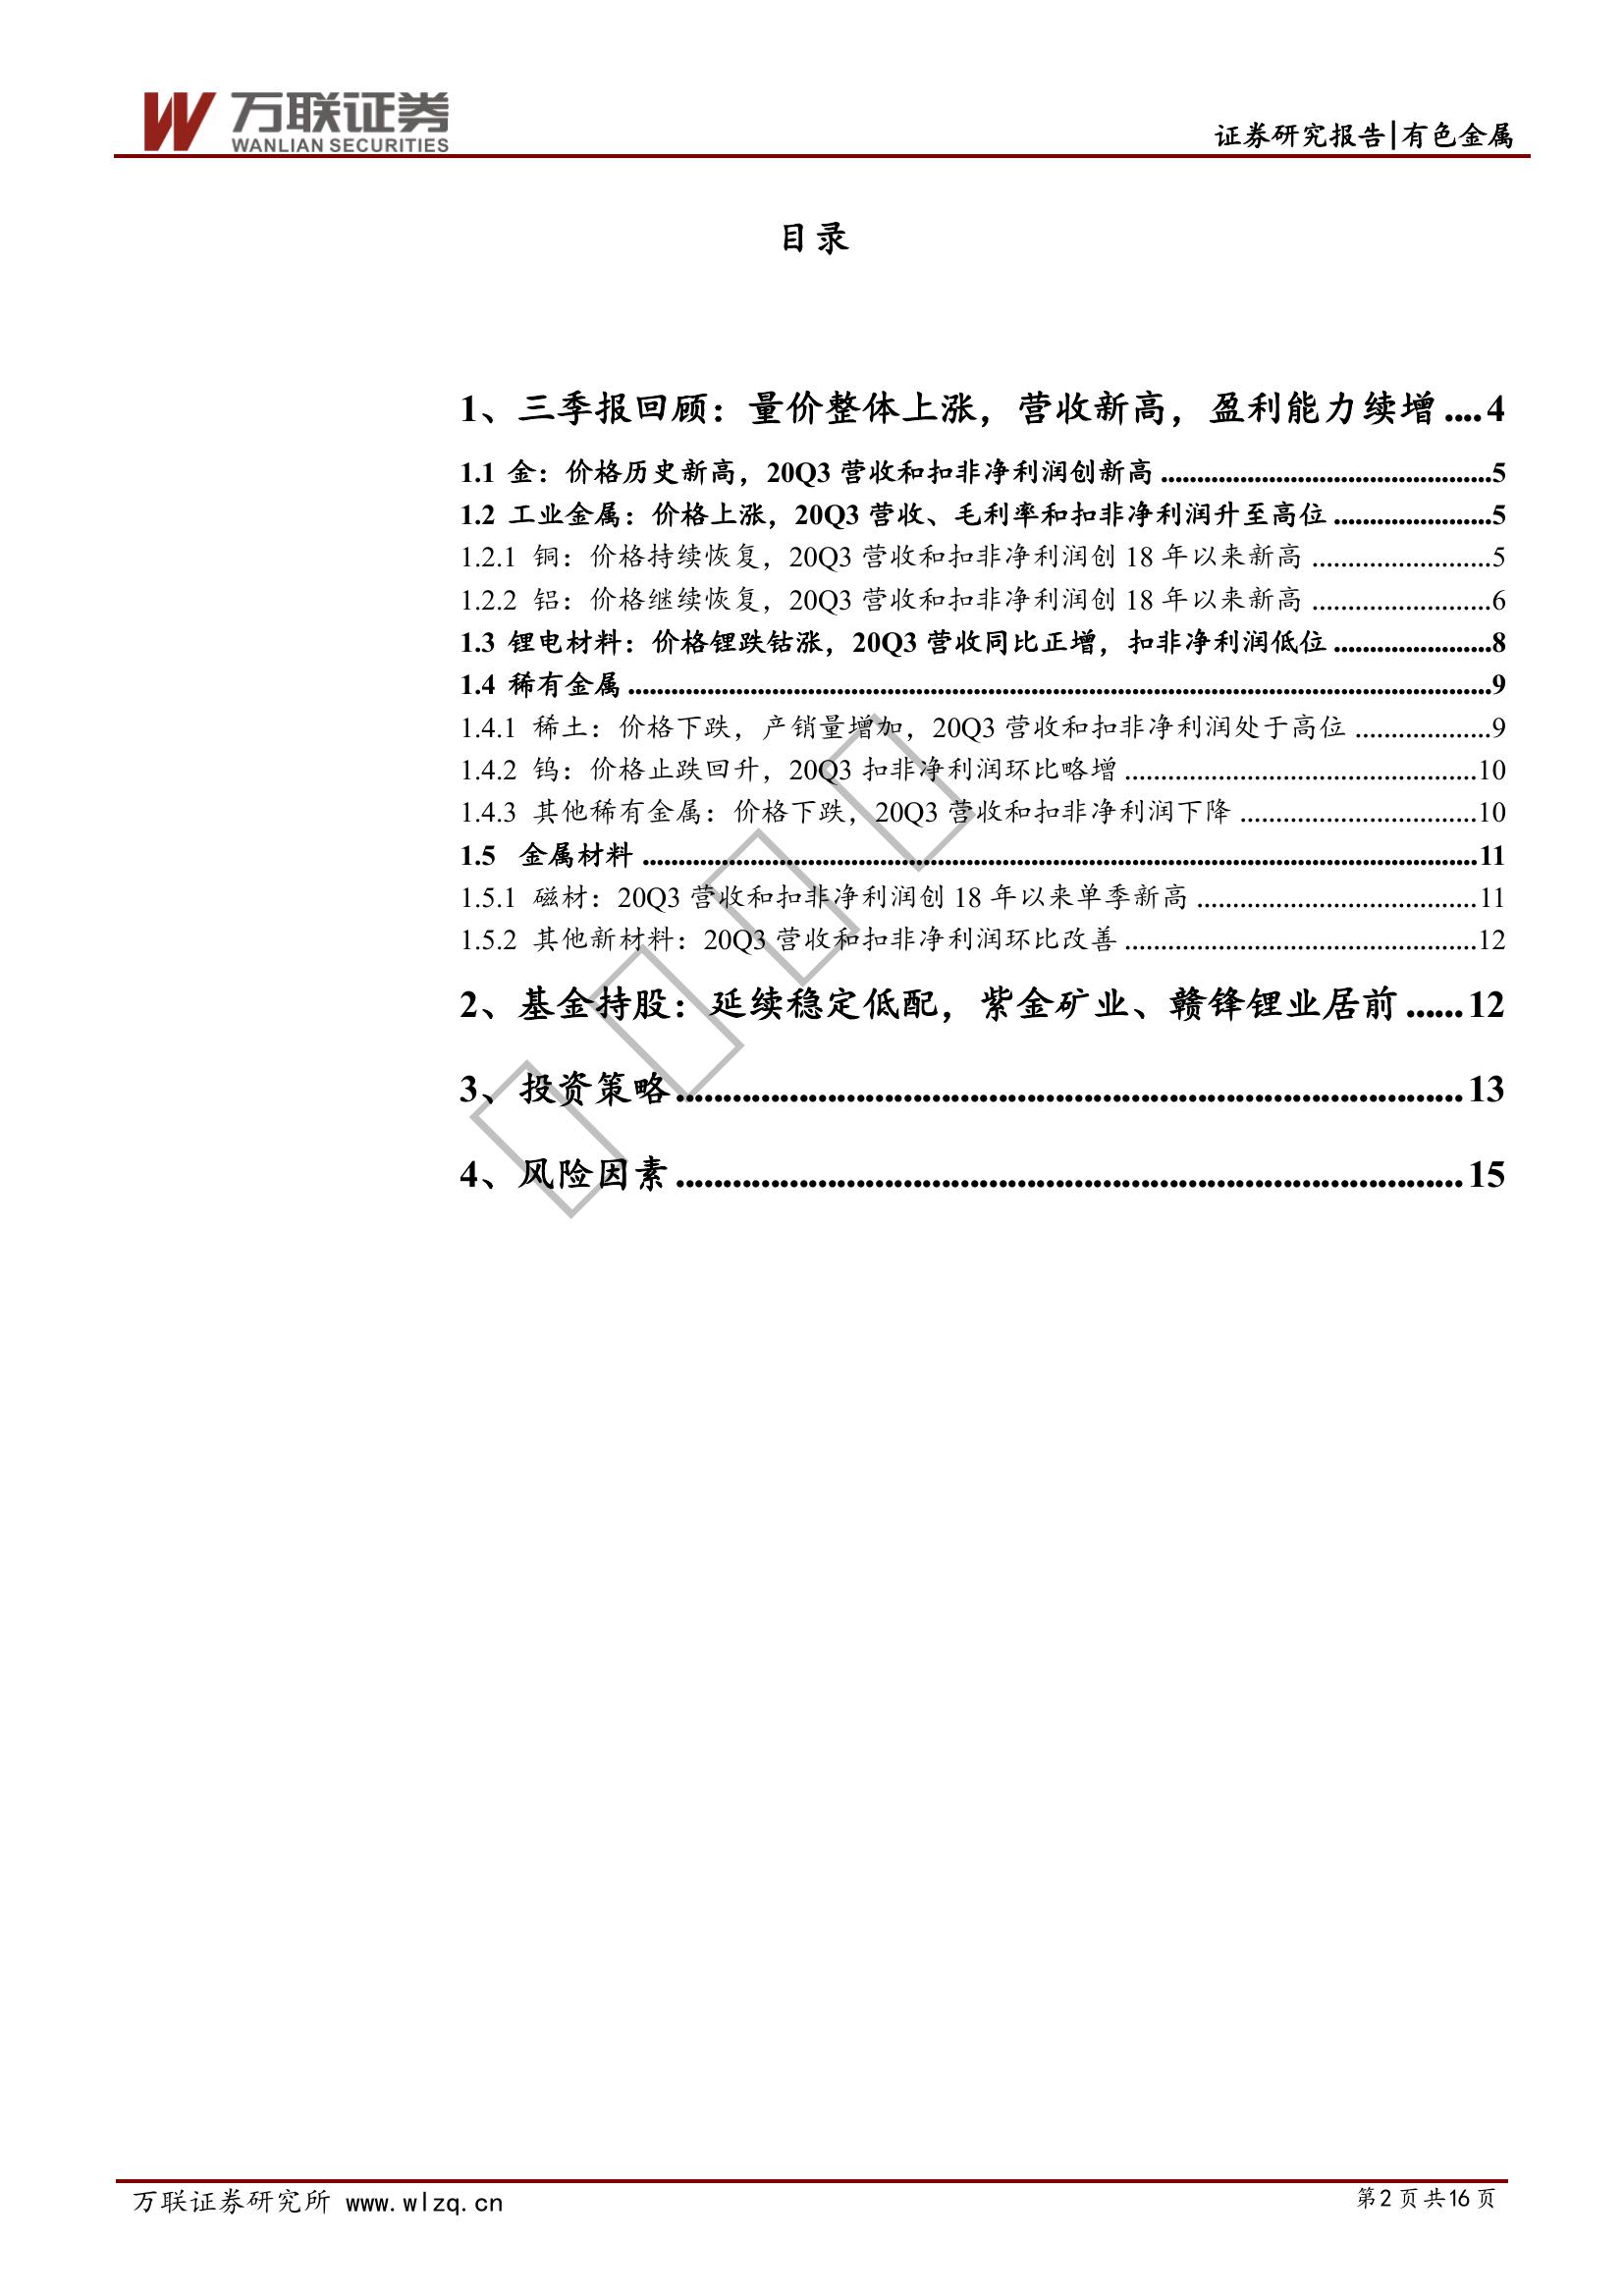 万联证券
WANLIAN SECURITIES
证券研究报告|有色金属
目录
1、三季报回顾：量价整体上涨，营收新高，盈利能力续增....4
1.1 金：价格历史新高，20Q3 营收和扣非净利润创新高..............................................5
1.2 工业金属：价格上涨，20Q3 营收、毛利率和扣非净利润升至高位......................5
1.2.1 铜：价格持续恢复，20Q3 营收和扣非净利润创 18 年以来新高.........................5
1.2.2 铝：价格继续恢复，20Q3 营收和扣非净利润创 18 年以来新高.........................6
1.3 锂电材料：价格锂跌钴涨，20Q3 营收同比正增，扣非净利润低位......................8
1.4 稀有金属........................................................................................................................9
1.4.1 稀土：价格下跌，产销量增加，20Q3 营收和扣非净利润处于高位...................9
1.4.2 钨：价格止跌回升，20Q3 扣非净利润环比略增.................................................10
1.4.3 其他稀有金属：价格下跌，20Q3 营收和扣非净利润下降.................................10
1.5 金属材料....................................................................................................................11
1.5.1 磁材：20Q3 营收和扣非净利润创 18 年以来单季新高.......................................11
1.5.2 其他新材料：20Q3 营收和扣非净利润环比改善.................................................12
2、基金持股：延续稳定低配，紫金矿业、赣锋锂业居前......12
3、投资策略...................................................................................13
4、风险因素...................................................................................15
万联证券研究所 www.wlzq.cn
第2页共16页